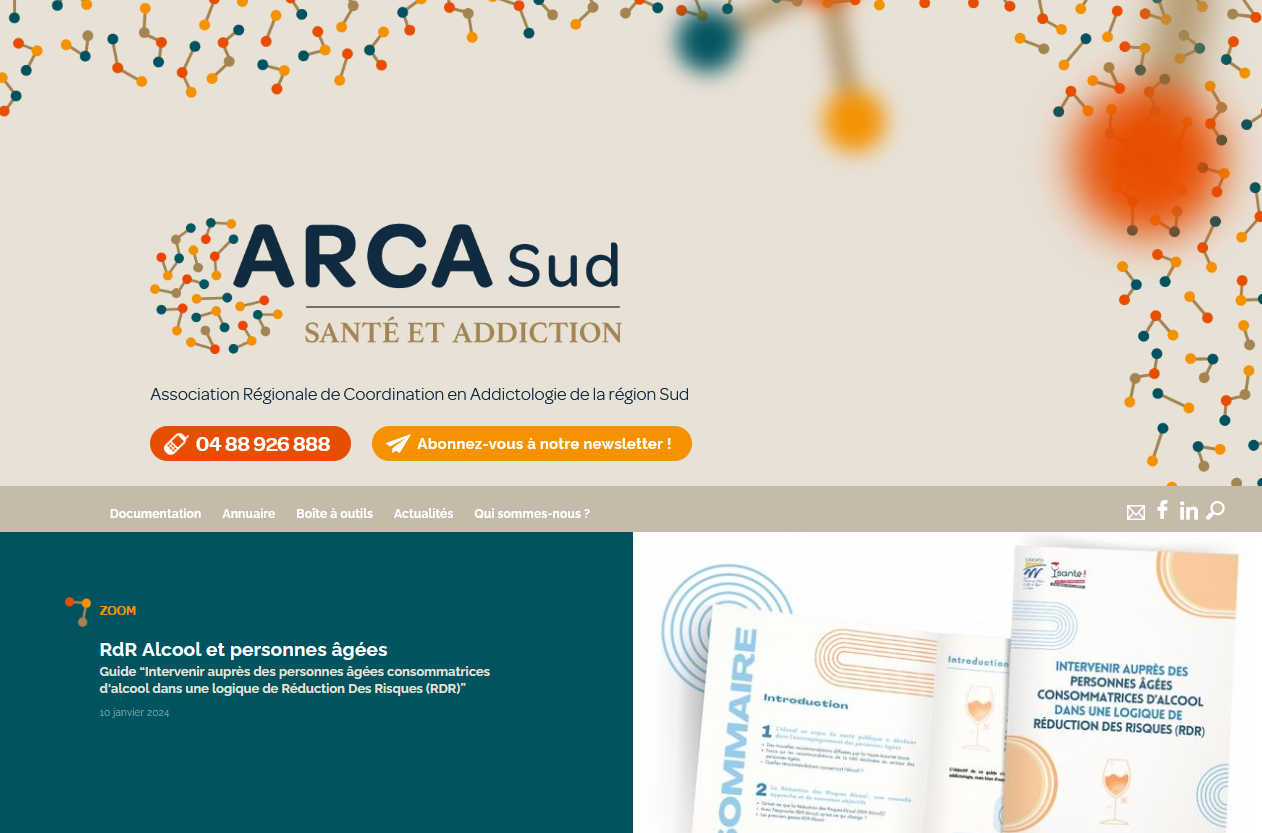 ARCA Sud
SANTÉ ET ADDICTION
Association Régionale de Coordination en Addictologie de la région Sud
04 88 926 888
Abonnez-vous à notre newsletter !
Documentation
Annuaire
Boîte à outils
Actualités
Qui sommes-nous ?
ZOOM
RdR Alcool et personnes âgées
Guide “Intervenir auprès des personnes âgées consommatrices
d'alcool dans une logique de Réduction Des Risques (RDR)”
10 janvier 2024
SOMMAIRE
Introduction
1
2
Introduction
santé !
INTERVENIR AUPRÈS DES
PERSONNES ÂGÉES
CONSOMMATRICES D'ALCOOL
DANS UNE LOGIQUE DE
RÉDUCTION DES RISQUES (RDR)